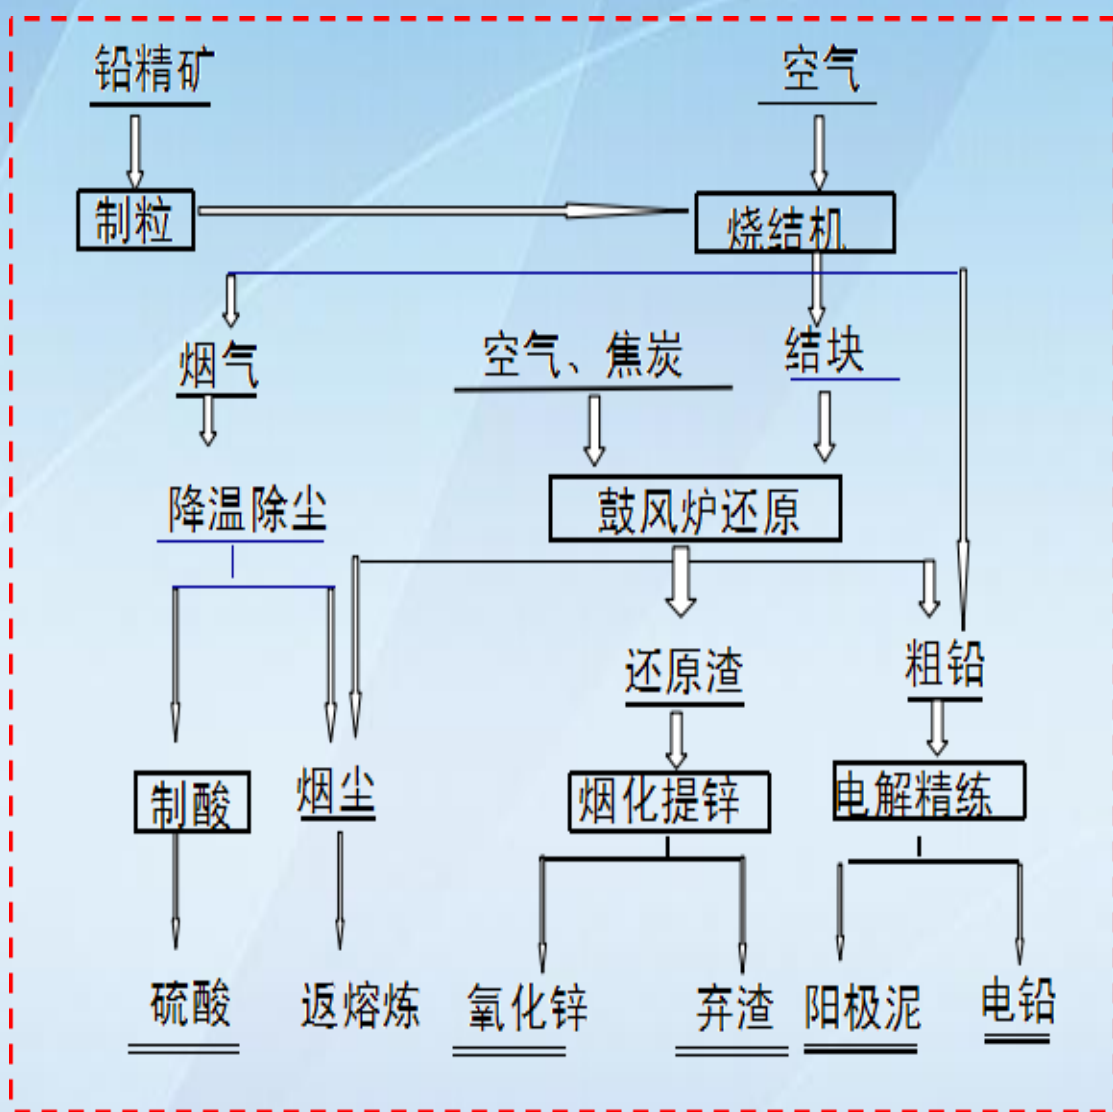 铅精矿
空气
制粒
烧结机
烟气
空气、焦炭
结块
降温除尘
鼓风炉还原
还原渣
粗铅
制酸
烟尘
烟化提锌
电解精练
硫酸
返熔炼
氧化锌
弃渣
阳极泥
电铅